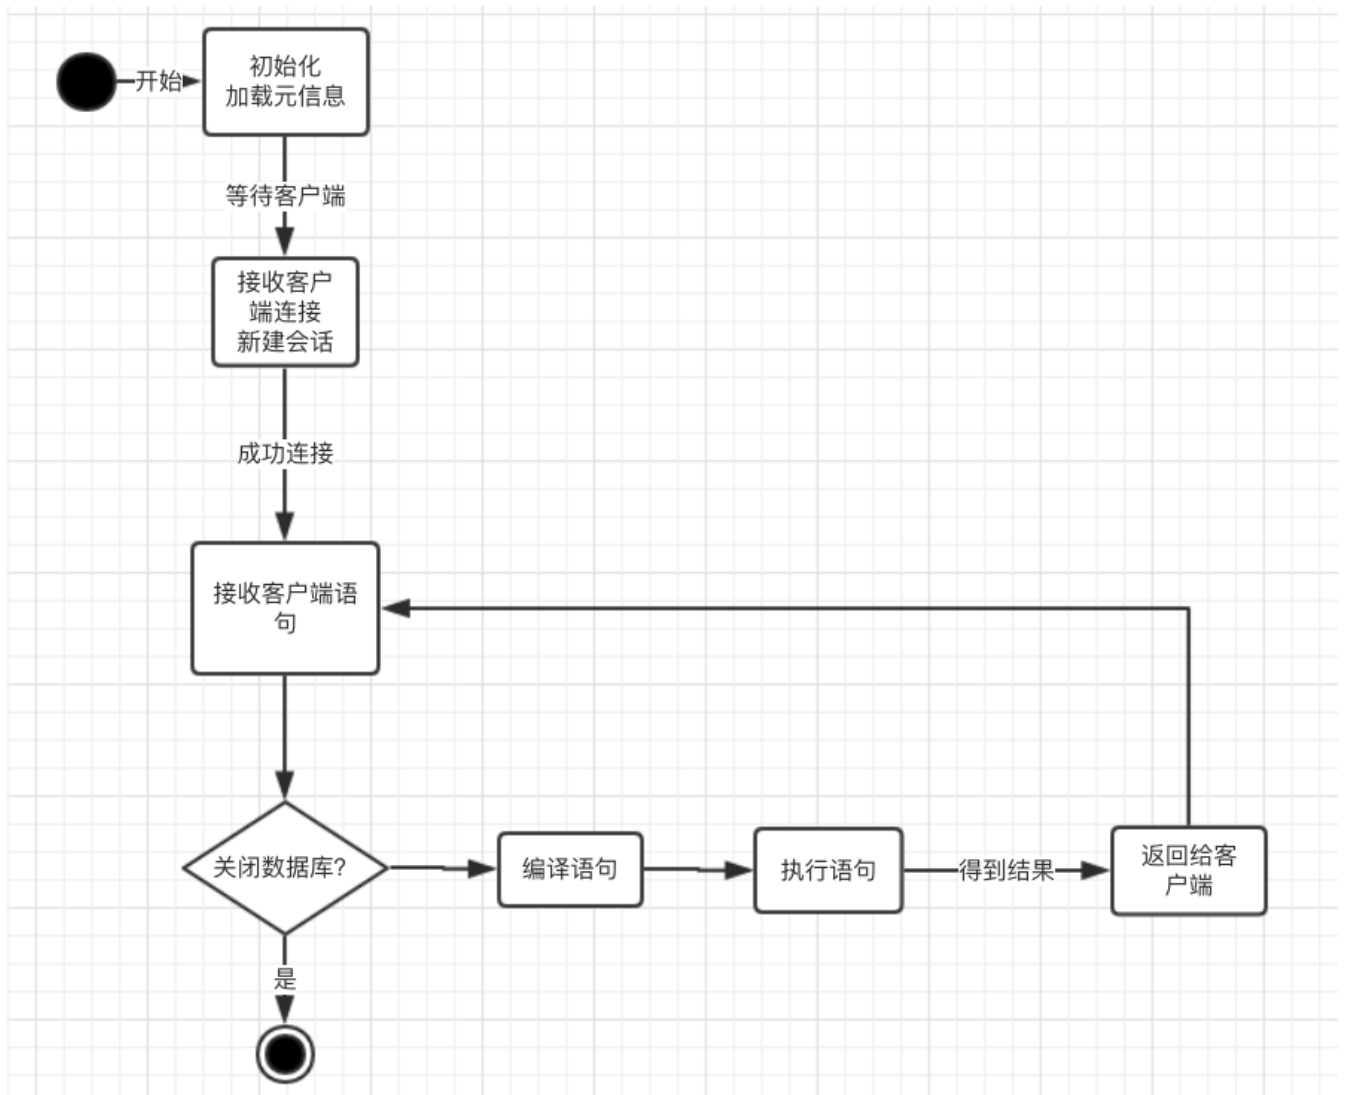 开始
初始化
加载元信息
等待客户端
接收客户
端连接
新建会话
成功连接
接收客户端语
句
关闭数据库?
编译语句
执行语句
得到结果
返回给客
户端
是